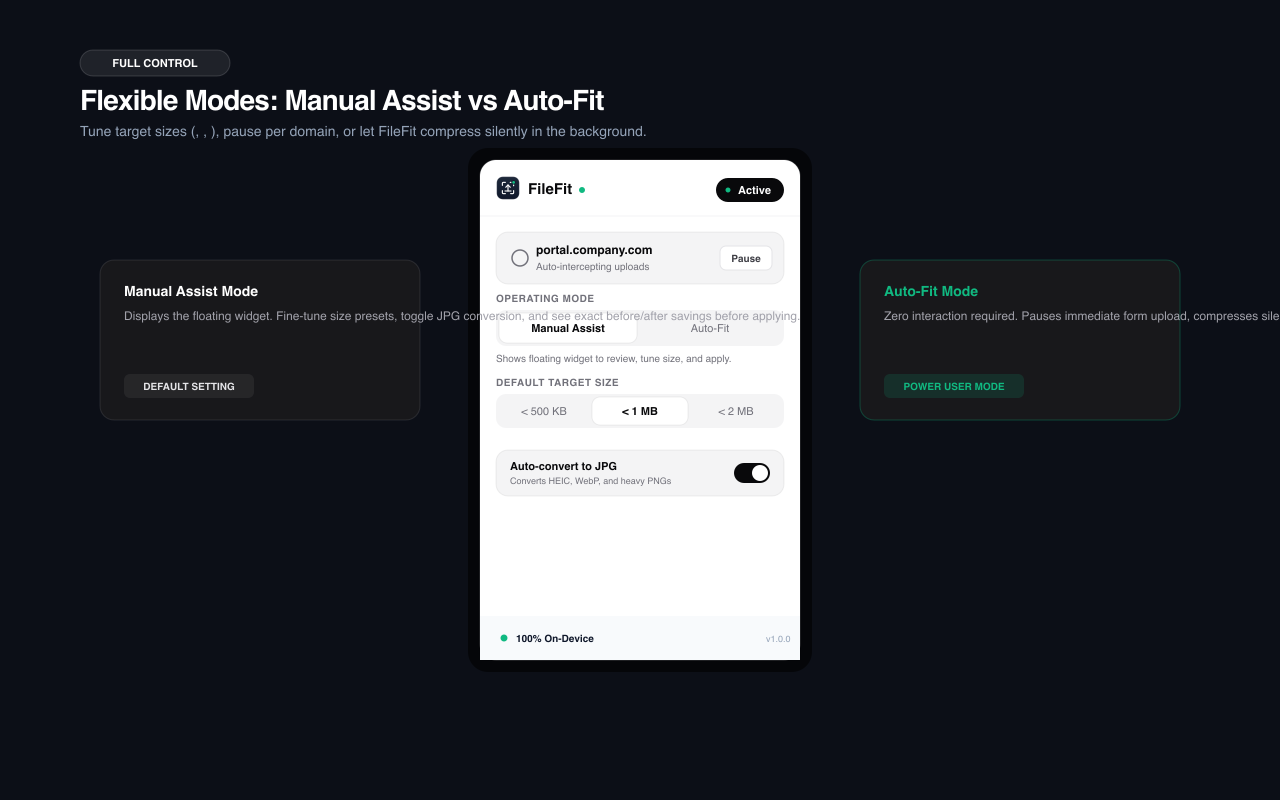 FULL CONTROL
Flexible Modes: Manual Assist vs Auto-Fit
Tune target sizes (, , ), pause per domain, or let FileFit compress silently in the background.
FileFit
Active
portal.company.com
Auto-intercepting uploads
Pause
Manual Assist Mode
Displays the floating widget. Fine-tune size presets, toggle JPG conversion, and see exact before/after savings before applying.
DEFAULT SETTING
OPERATING MODE
Manual Assist
Auto-Fit
Shows floating widget to review, tune size, and apply.
DEFAULT TARGET SIZE
< 500 KB
< 1 MB
< 2 MB
Auto-convert to JPG
Converts HEIC, WebP, and heavy PNGs
100% On-Device
v1.0.0
Auto-Fit Mode
Zero interaction required. Pauses immediate form upload, compresses sile
POWER USER MODE